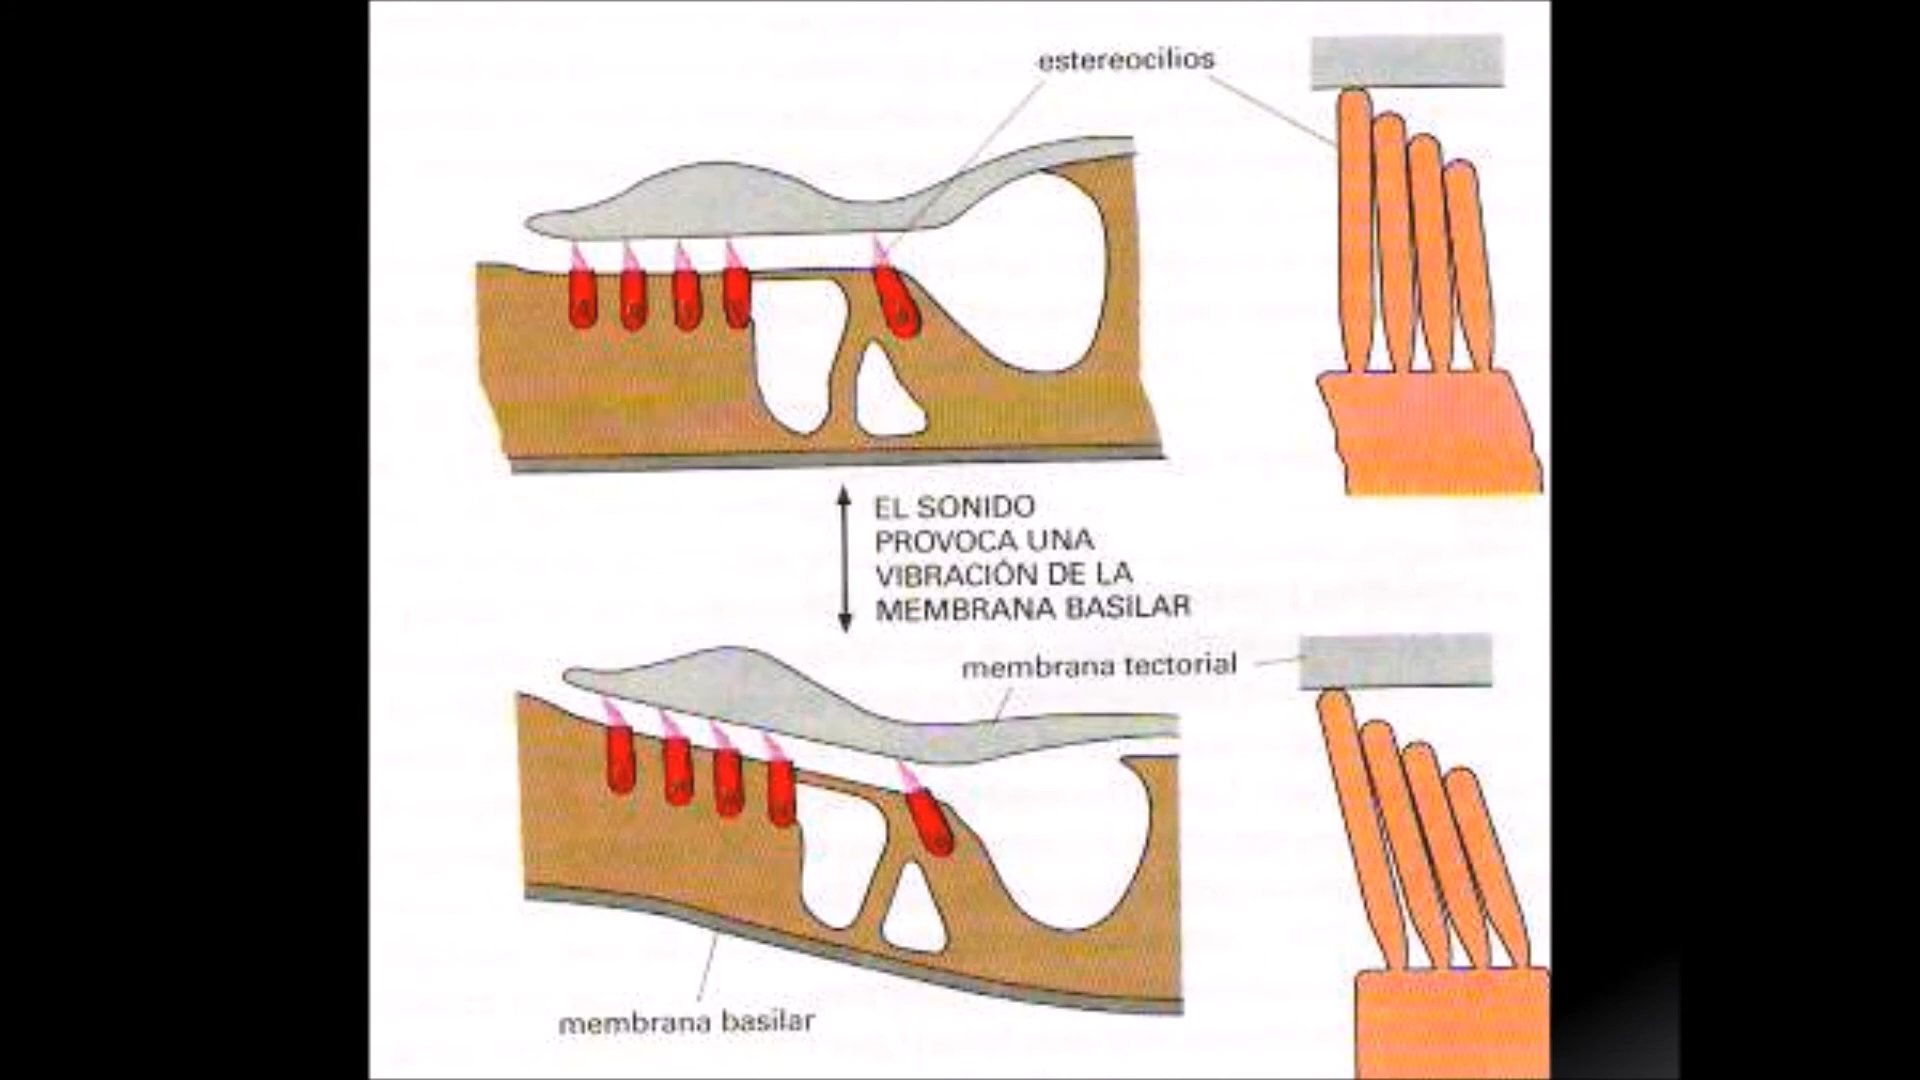 estereocilios
EL SONIDO
PROVOCA UNA
VIBRACIÓN DE LA
MEMBRANA BASILAR
membrana tectorial
membrana basilar